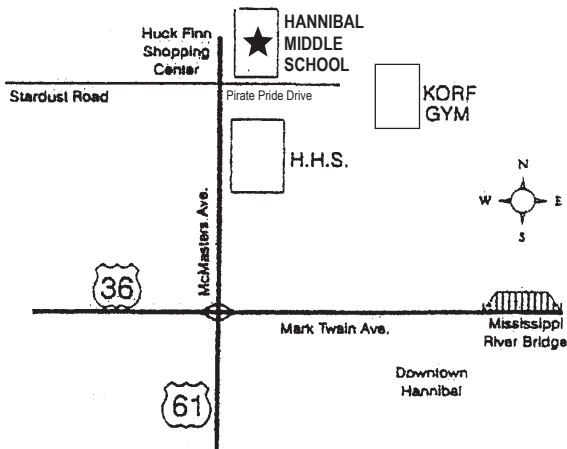 Huck Finn
Shopping
Center
HANNIBAL
MIDDLE
SCHOOL
Stardust Road
Pirate Pride Drive
KORF
GYM
H.H.S.
McMasters Ave.
N
W
E
S
36
Mark Twain Ave.
Mississippi
River Bridge
Downtown
Hannibal
61